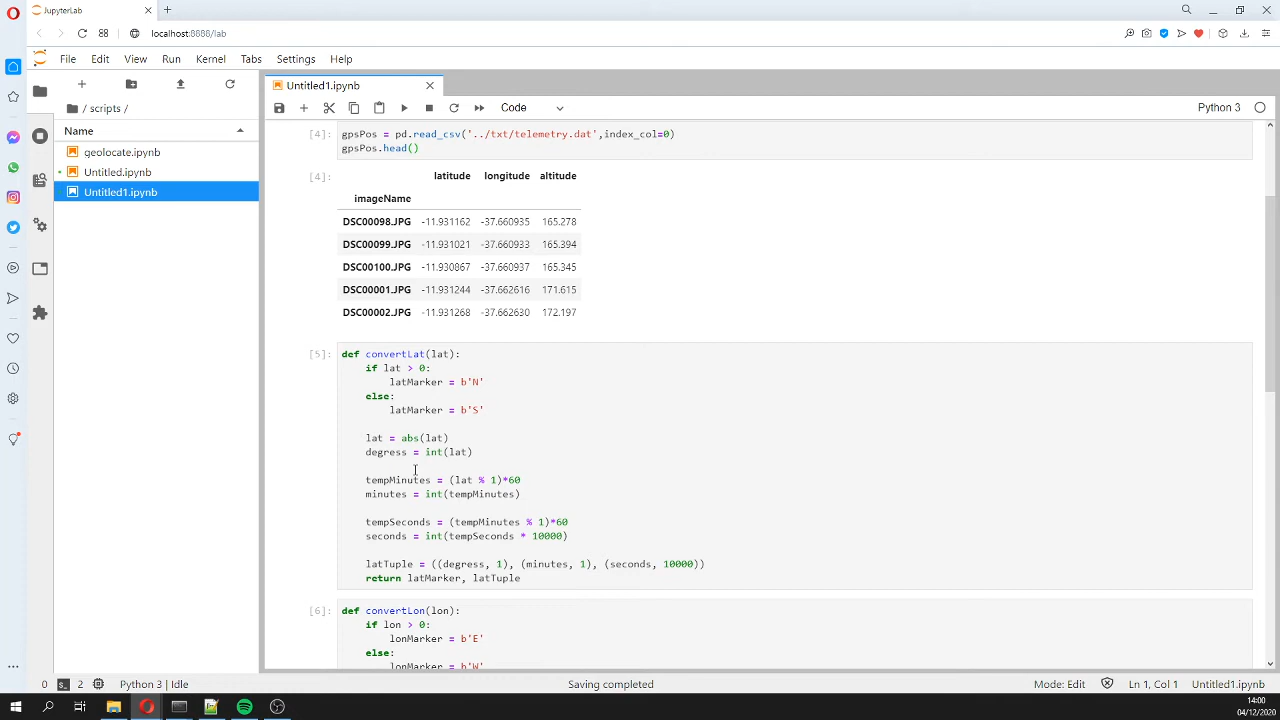 JupyterLab
localhost:8888/lab
File Edit View Run Kernel Tabs Settings Help
Untitled1.ipynb
/ scripts /
Code
Python 3
Name
geolocate.ipynb
Untitled.ipynb
Untitled1.ipynb
[4]: gpsPos = pd.read_csv('../txt/telemetry.dat',index_col=0)
gpsPos.head()
[4]: latitude longitude altitude
imageName
DSC00098.JPG -11.931162 -37.660935 165.278
DSC00099.JPG -11.931021 -37.660933 165.394
DSC00100.JPG -11.930867 -37.660937 165.345
DSC00001.JPG -11.931244 -37.662616 171.615
DSC00002.JPG -11.931268 -37.662630 172.197
[5]: def convertLat(lat):
if lat > 0:
latMarker = b'N'
else:
latMarker = b'S'
lat = abs(lat)
degress = int(lat)
tempMinutes = (lat % 1)*60
minutes = int(tempMinutes)
tempSeconds = (tempMinutes % 1)*60
seconds = int(tempSeconds * 10000)
latTuple = ((degress, 1), (minutes, 1), (seconds, 10000))
return latMarker, latTuple
[6]: def convertLon(lon):
if lon > 0:
lonMarker = b'E'
else:
lonMarker = b'W'
0 2 Python 3 | Idle Saving completed Mode: Edit Ln 1, Col 1 Untitled1.ipynb
14:00
04/12/2020